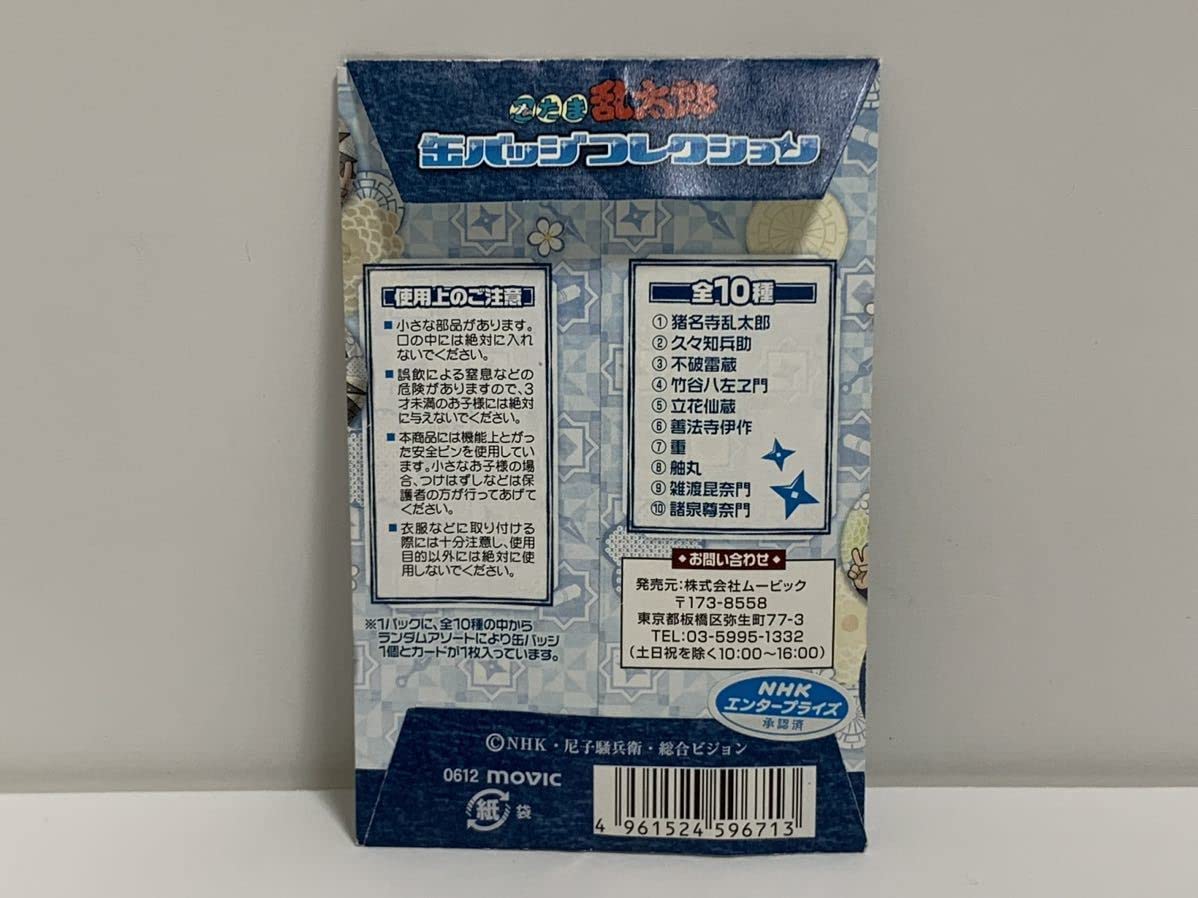 忍たま乱太郎
缶バッジコレクション
使用上のご注意
■小さな部品があります。
口の中には絶対に入れ
ないでください。
■誤飲による窒息などの
危険がありますので、3
才未満のお子様には絶対
に与えないでください。
■本商品には機能上とがっ
た安全ピンを使用してい
ます。小さなお子様の場
合、つけはずしなどは保
護者の方が行ってあげて
ください。
■衣服などに取り付ける
際には十分注意し、使用
目的以外には絶対に使
用しないでください。
※1パックに、全10種の中から
ランダムアソートにより缶バッジ
1個とカードが1枚入っています。
全10種
①猪名寺乱太郎
②久々知兵助
③不破雷蔵
④竹谷八左ヱ門
⑤立花仙蔵
⑥善法寺伊作
⑦重
⑧舳丸
⑨雑渡昆奈門
⑩諸泉尊奈門
◆お問い合わせ◆
発売元:株式会社ムービック
〒173-8558
東京都板橋区弥生町77-3
TEL:03-5995-1332
(土日祝を除く10:00〜16:00)
NHK
エンタープライズ
承認済
©NHK・尼子騒兵衛・総合ビジョン
0612 movic
紙 袋
4 961524 596713